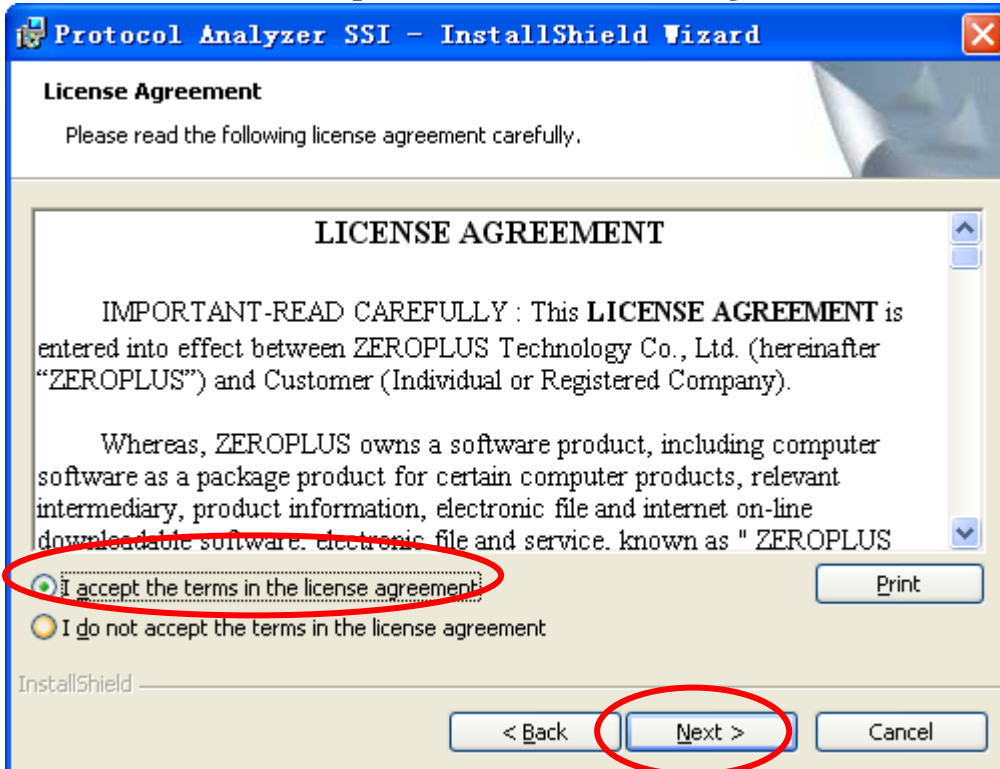 Protocol Analyzer SSI - InstallShield Wizard
License Agreement
Please read the following license agreement carefully.
LICENSE AGREEMENT
IMPORTANT-READ CAREFULLY : This LICENSE AGREEMENT is
entered into effect between ZEROPLUS Technology Co., Ltd. (hereinafter
“ZEROPLUS”) and Customer (Individual or Registered Company).
Whereas, ZEROPLUS owns a software product, including computer
software as a package product for certain computer products, relevant
intermediary, product information, electronic file and internet on-line
downloadable software, electronic file and service, known as " ZEROPLUS
I accept the terms in the license agreement
Print
I do not accept the terms in the license agreement
InstallShield
< Back
Next >
Cancel